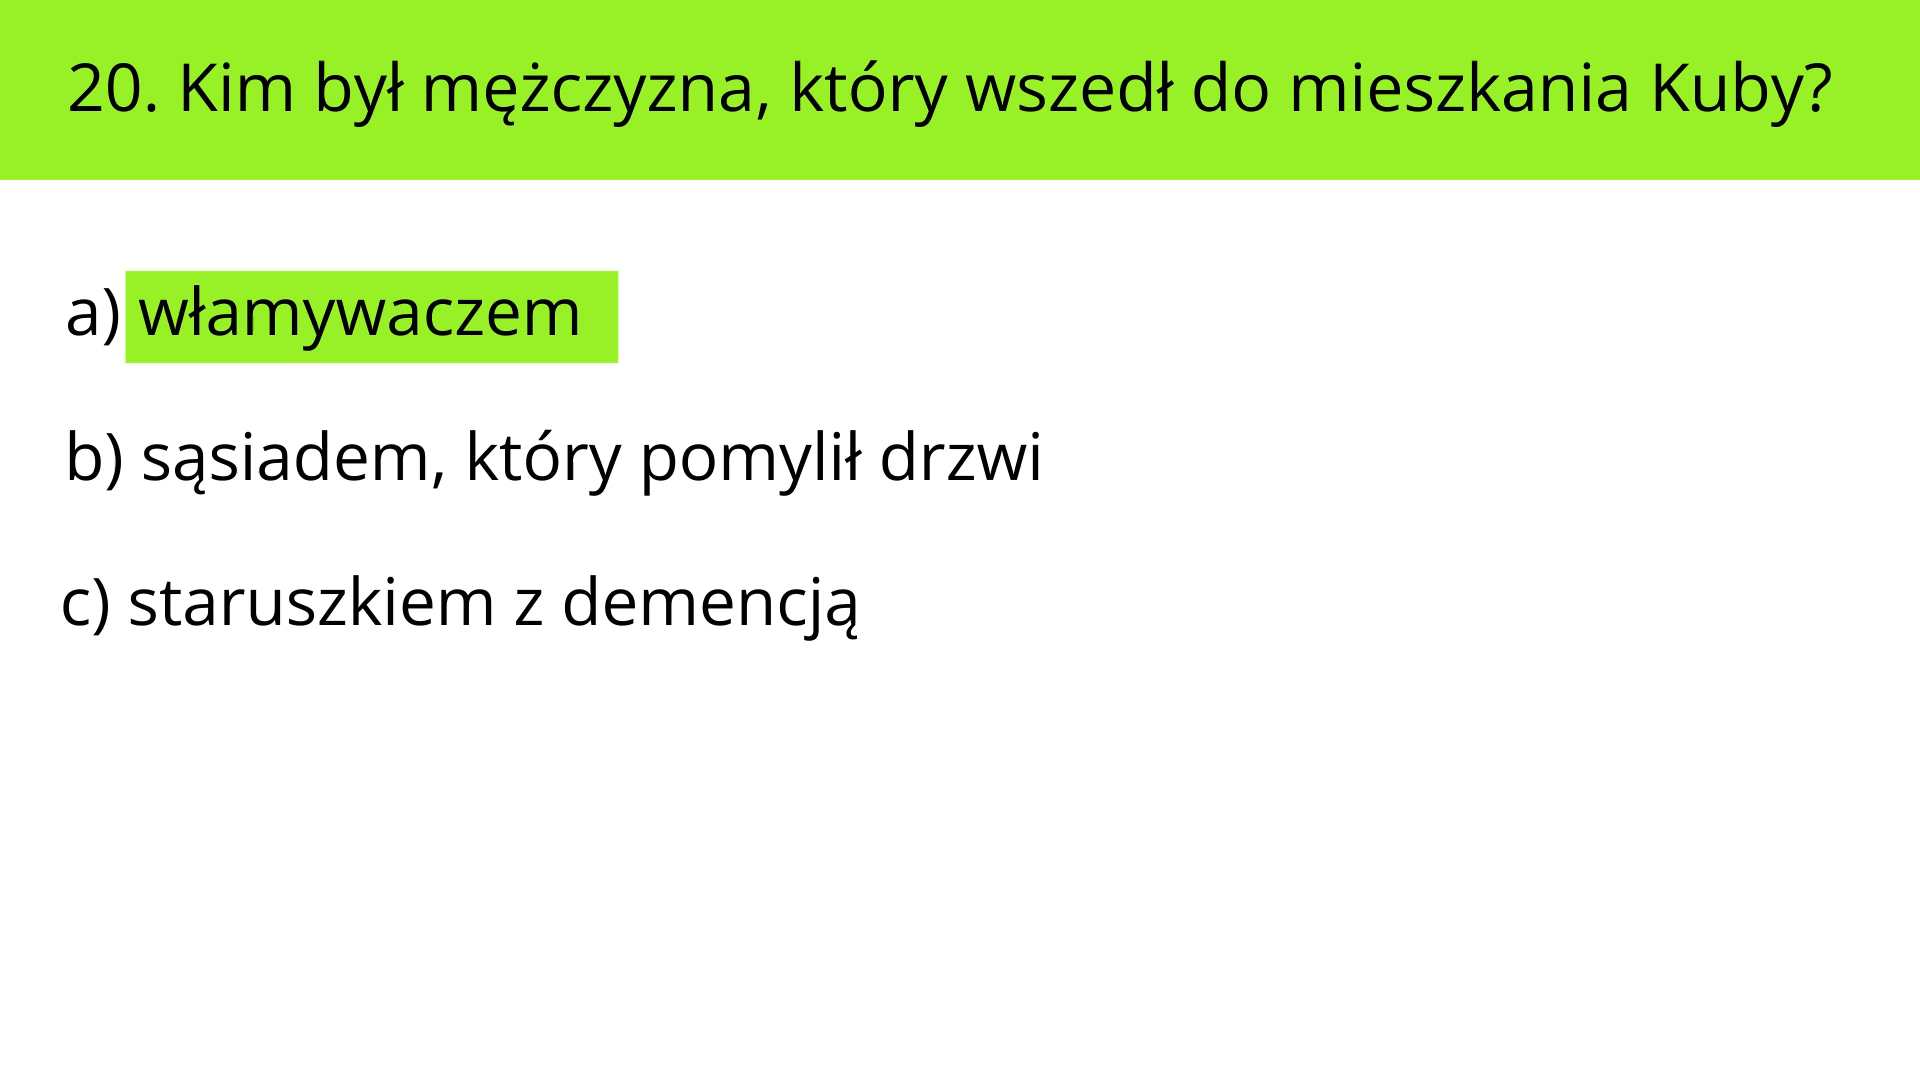 20. Kim był mężczyzna, który wszedł do mieszkania Kuby?
a) włamywaczem
b) sąsiadem, który pomylił drzwi
c) staruszkiem z demencją